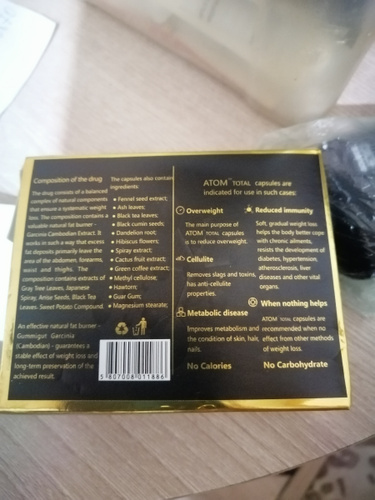 Composition of the drug
The drug consists of a balanced
complex of natural components
that ensure a systematic weight
loss. The composition contains a
valuable natural fat burner -
Garcinia Cambodian Extract. It
works in such a way that excess
fat deposits primarily leave the
area of the abdomen, forearms,
waist and thighs. The
composition contains extracts of
Gray Tree Leaves, Japanese
Spiray, Anise Seeds, Black Tea
Leaves. Sweet Potato Compound.
An effective natural fat burner -
Gummigut Garcinia
(Cambodian) - guarantees a
stable effect of weight loss and
long-term preservation of the
achieved result.
The capsules also contain
ingredients:
• Fennel seed extract;
• Ash leaves;
• Black tea leaves;
• Black cumin seeds;
• Dandelion root;
• Hibiscus flowers;
• Spiray extract;
• Cactus fruit extract;
• Green coffee extract;
• Methyl cellulose;
• Hawtorn;
• Guar Gum;
• Magnesium stearate;
5 807008 011886
ATOM™ TOTAL capsules are
indicated for use in such cases:
Overweight
The main purpose of
ATOM TOTAL capsules
is to reduce overweight.
Cellulite
Removes slags and toxins,
has anti-cellulite
properties.
Metabolic disease
Improves metabolism and
the condition of skin, hair,
nails.
No Calories
Reduced immunity
Soft, gradual weight loss
helps the body better cope
with chronic ailments,
resists the development of
diabetes, hypertension,
atherosclerosis, liver
diseases and other vital
organs.
When nothing helps
ATOM TOTAL capsules are
recommended when no
effect from other methods
of weight loss.
No Carbohydrate